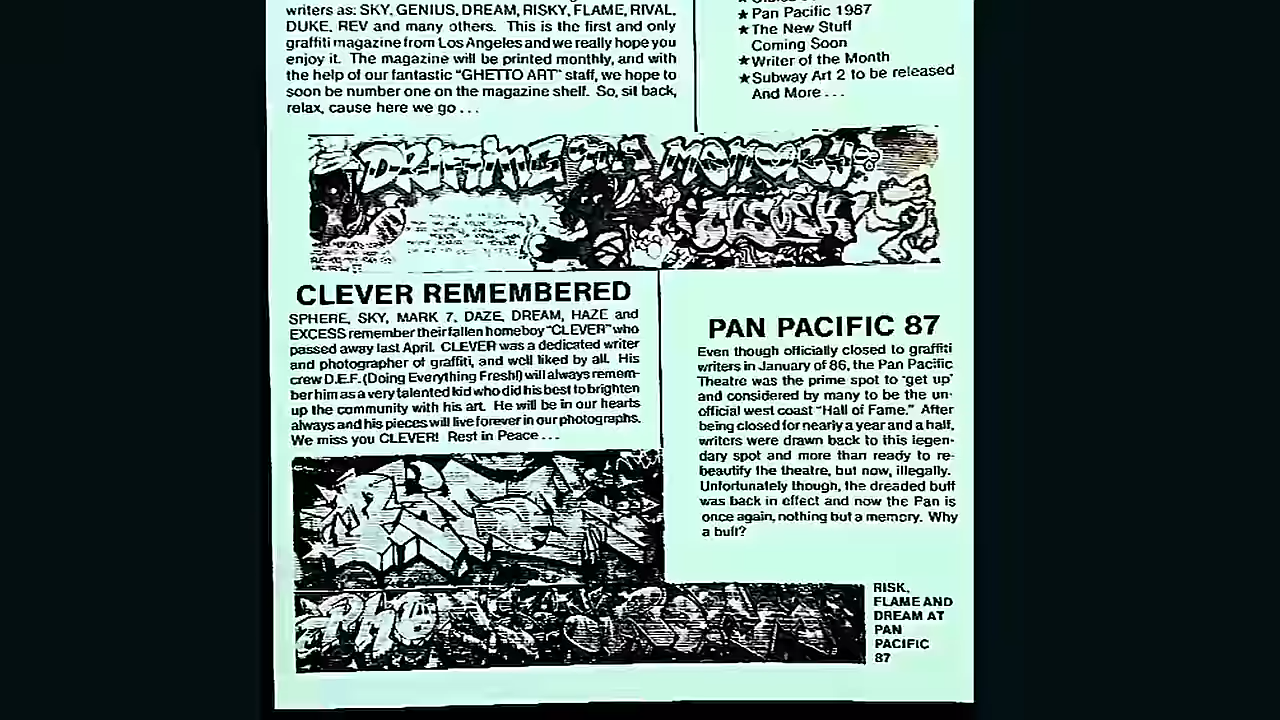 writers as: SKY, GENIUS, DREAM, RISKY, FLAME, RIVAL,
DUKE, REV and many others. This is the first and only
graffiti magazine from Los Angeles and we really hope you
enjoy it. The magazine will be printed monthly, and with
the help of our fantastic "GHETTO ART" staff, we hope to
soon be number one on the magazine shelf. So, sit back,
relax, cause here we go . . .
★ Pan Pacific 1987
★ The New Stuff
Coming Soon
★ Writer of the Month
★ Subway Art 2 to be released
And More . . .
MEMORY
CLEVER
CLEVER REMEMBERED
SPHERE, SKY, MARK 7, DAZE, DREAM, HAZE and
EXCESS remember their fallen homeboy "CLEVER" who
passed away last April. CLEVER was a dedicated writer
and photographer of graffiti, and well liked by all. His
crew D.E.F. (Doing Everything Fresh!) will always remem-
ber him as a very talented kid who did his best to brighten
up the community with his art. He will be in our hearts
always and his pieces will live forever in our photographs.
We miss you CLEVER! Rest in Peace . . .
PAN PACIFIC 87
Even though officially closed to graffiti
writers in January of 86, the Pan Pacific
Theatre was the prime spot to "get up"
and considered by many to be the un-
official west coast "Hall of Fame." After
being closed for nearly a year and a half,
writers were drawn back to this legen-
dary spot and more than ready to re-
beautify the theatre, but now, illegally.
Unfortunately though, the dreaded buff
was back in effect and now the Pan is
once again, nothing but a memory. Why
a buff?
RISK,
FLAME AND
DREAM AT
PAN
PACIFIC
87